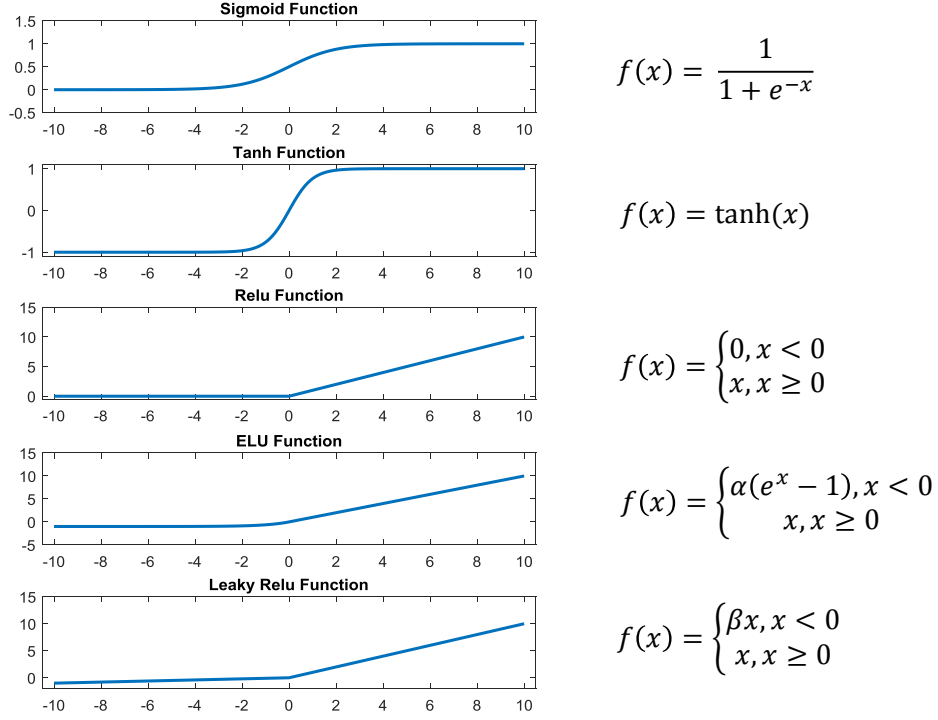 Sigmoid Function
1.5
1
0.5
0
-0.5
-10 -8 -6 -4 -2 0 2 4 6 8 10
f(x) = 1 / (1 + e^{-x})
Tanh Function
1
0
-1
-10 -8 -6 -4 -2 0 2 4 6 8 10
f(x) = tanh(x)
Relu Function
15
10
5
0
-10 -8 -6 -4 -2 0 2 4 6 8 10
f(x) = { 0, x < 0
x, x ≥ 0
ELU Function
15
10
5
0
-5
-10 -8 -6 -4 -2 0 2 4 6 8 10
f(x) = { α(e^x − 1), x < 0
x, x ≥ 0
Leaky Relu Function
15
10
5
0
-10 -8 -6 -4 -2 0 2 4 6 8 10
f(x) = { βx, x < 0
x, x ≥ 0